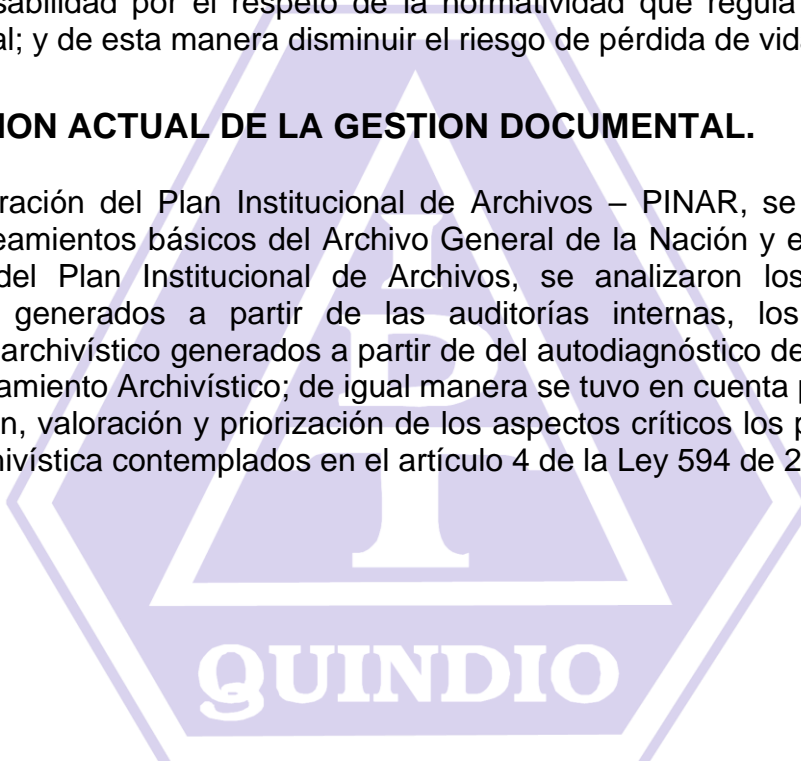 sabilidad por el respeto de la normatividad que regula
al; y de esta manera disminuir el riesgo de pérdida de vid
ION ACTUAL DE LA GESTION DOCUMENTAL.
ración del Plan Institucional de Archivos – PINAR, se
eamientos básicos del Archivo General de la Nación y e
del Plan Institucional de Archivos, se analizaron los
generados a partir de las auditorías internas, los
archivístico generados a partir de del autodiagnóstico de
amiento Archivístico; de igual manera se tuvo en cuenta p
n, valoración y priorización de los aspectos críticos los p
nivística contemplados en el artículo 4 de la Ley 594 de 2
QUINDIO